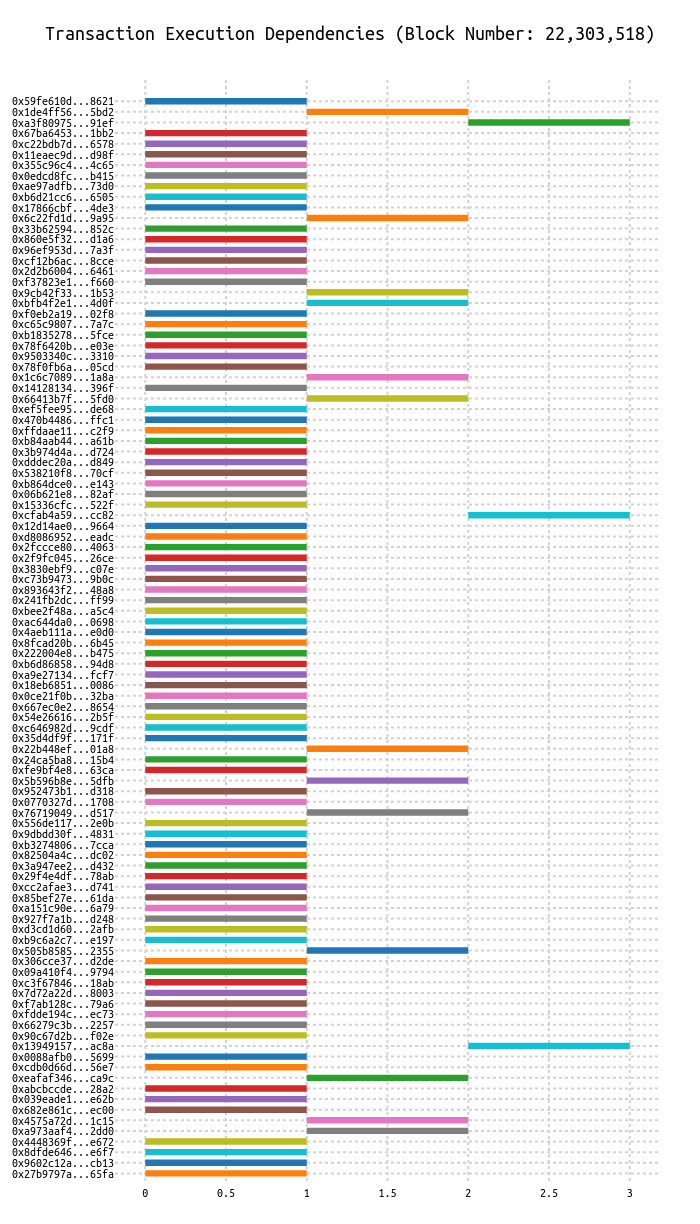 Transaction Execution Dependencies (Block Number: 22,303,518)
0x59fe610d...8621
0x1de4ff56...5bd2
0xa3f80975...91ef
0x67ba6453...1bb2
0xc22bdb7d...6578
0x11eaec9d...d98f
0x355c96c4...4c65
0x0edcd8fc...b415
0xae97adfb...73d0
0xb6d21cc6...6505
0x17866cbf...4de3
0x6c22fd1d...9a95
0x33b62594...852c
0x860e5f32...d1a6
0x96ef953d...7a3f
0xcf12b6ac...8cce
0x2d2b6004...6461
0xf37823e1...f660
0x9cb42f33...1b53
0xbfb4f2e1...4d0f
0xf0eb2a19...02f8
0xc65c9807...7a7c
0xb1835278...5fce
0x78f6420b...e03e
0x9503340c...3310
0x78f0fb6a...05cd
0x1c6c7089...1a8a
0x14128134...396f
0x66413b7f...5fd0
0xef5fee95...de68
0x470b4486...ffc1
0xffdaae11...c2f9
0xb84aab44...a61b
0x3b974d4a...d724
0xdddec20a...d849
0x538210f8...70cf
0xb864dce0...e143
0x06b621e8...82af
0x15336cfc...522f
0xcfab4a59...cc82
0x12d14ae0...9664
0xd8086952...eadc
0x2fccce80...4063
0x2f9fc045...26ce
0x3830ebf9...c07e
0xc73b9473...9b0c
0x893643f2...48a8
0x241fb2dc...ff99
0xbee2f48a...a5c4
0xac644da0...0698
0x4aeb111a...e0d0
0x8fcad20b...6b45
0x222004e8...b475
0xb6d86858...94d8
0xa9e27134...fcf7
0x18eb6851...0086
0x0ce21f0b...32ba
0x667ec0e2...8654
0x54e26616...2b5f
0xc646982d...9cdf
0x35d4df9f...171f
0x22b448ef...01a8
0x24ca5ba8...15b4
0xfe9bf4e8...63ca
0x5b596b8e...5dfb
0x952473b1...d318
0x0770327d...1708
0x76719049...d517
0x556de117...2e0b
0x9dbdd30f...4831
0xb3274806...7cca
0x82504a4c...dc02
0x3a947ee2...d432
0x29f4e4df...78ab
0xcc2afae3...d741
0x85bef27e...61da
0xa151c90e...6a79
0x927f7a1b...d248
0xd3cd1d60...2afb
0xb9c6a2c7...e197
0x505b8585...2355
0x306cce37...d2de
0x09a410f4...9794
0xc3f67846...18ab
0x7d72a22d...8003
0xf7ab128c...79a6
0xfdde194c...ec73
0x66279c3b...2257
0x90c67d2b...f02e
0x13949157...ac8a
0x0088afb0...5699
0xcdb0d66d...56e7
0xeafaf346...ca9c
0xabcbccde...28a2
0x039eade1...e62b
0x682e861c...ec00
0x4575a72d...1c15
0xa973aaf4...2dd0
0x4448369f...e672
0x8dfde646...e6f7
0x9602c12a...cb13
0x27b9797a...65fa
0 0.5 1 1.5 2 2.5 3